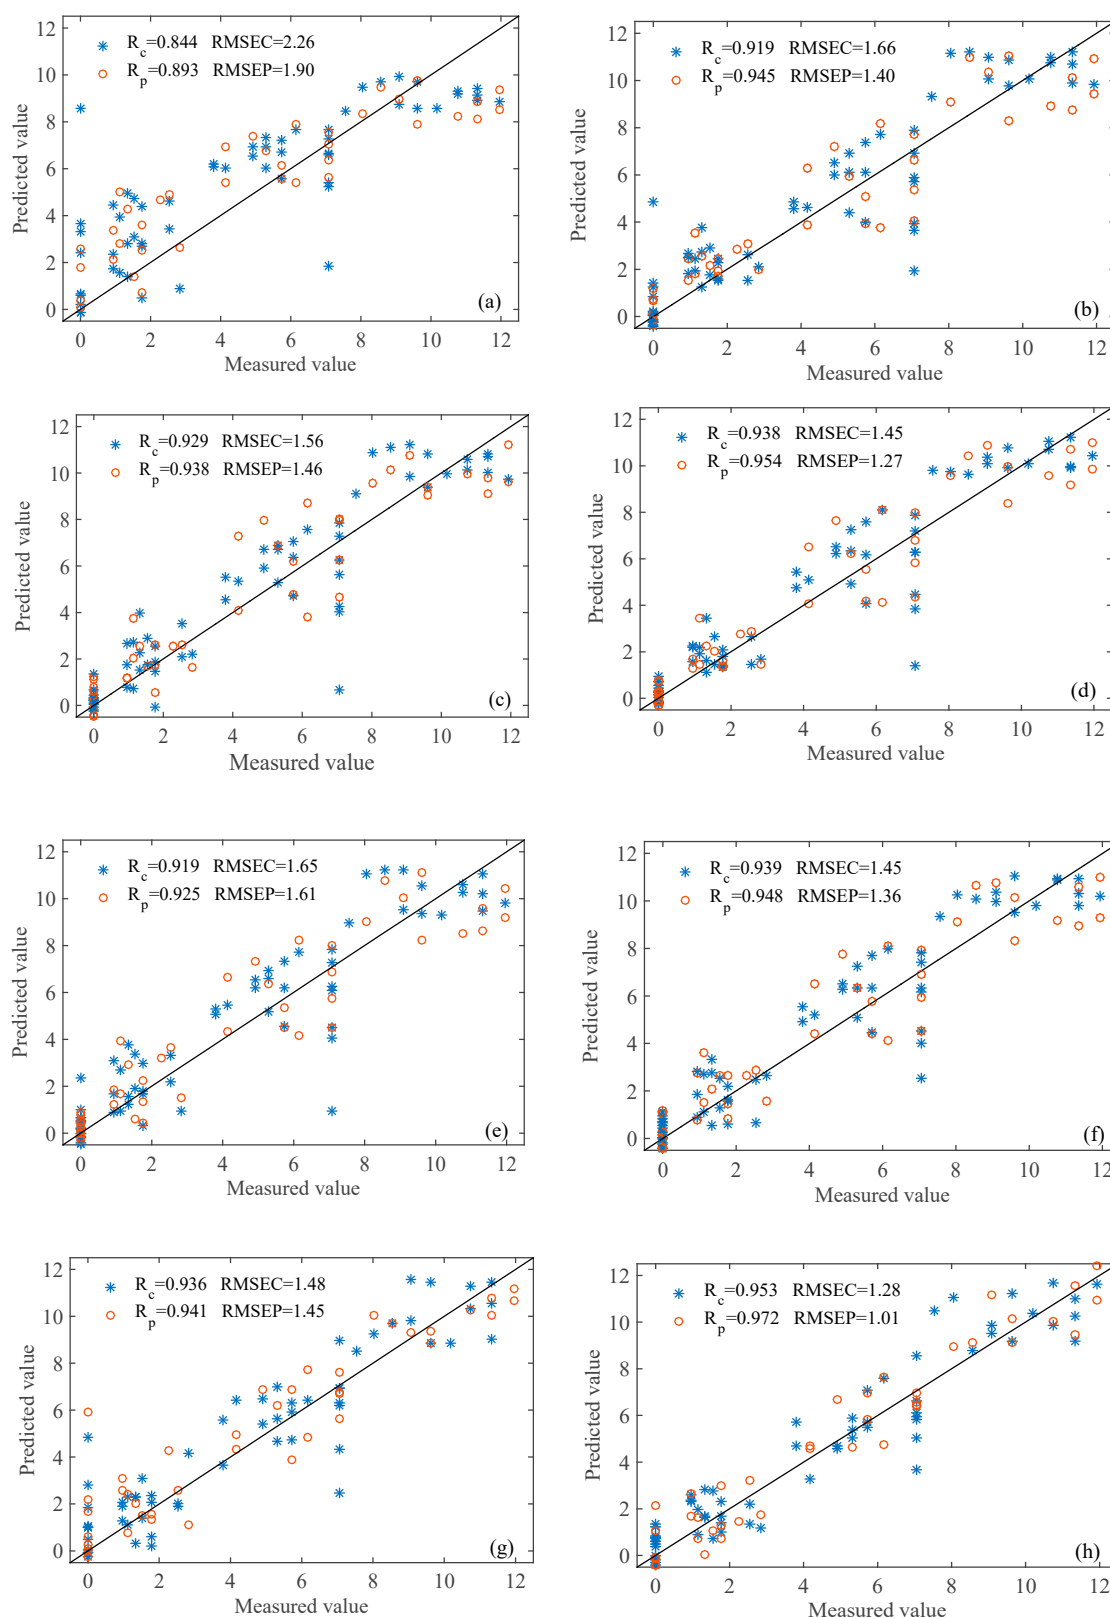 12
10
8
6
4
2
0
Predicted value
R_c=0.844 RMSEC=2.26
R_p=0.893 RMSEP=1.90
(a)
0 2 4 6 8 10 12
Measured value
12
10
8
6
4
2
0
Predicted value
R_c=0.919 RMSEC=1.66
R_p=0.945 RMSEP=1.40
(b)
0 2 4 6 8 10 12
Measured value
12
10
8
6
4
2
0
Predicted value
R_c=0.929 RMSEC=1.56
R_p=0.938 RMSEP=1.46
(c)
0 2 4 6 8 10 12
Measured value
12
10
8
6
4
2
0
Predicted value
R_c=0.938 RMSEC=1.45
R_p=0.954 RMSEP=1.27
(d)
0 2 4 6 8 10 12
Measured value
12
10
8
6
4
2
0
Predicted value
R_c=0.919 RMSEC=1.65
R_p=0.925 RMSEP=1.61
(e)
0 2 4 6 8 10 12
Measured value
12
10
8
6
4
2
0
Predicted value
R_c=0.939 RMSEC=1.45
R_p=0.948 RMSEP=1.36
(f)
0 2 4 6 8 10 12
Measured value
12
10
8
6
4
2
0
Predicted value
R_c=0.936 RMSEC=1.48
R_p=0.941 RMSEP=1.45
(g)
0 2 4 6 8 10 12
Measured value
12
10
8
6
4
2
0
Predicted value
R_c=0.953 RMSEC=1.28
R_p=0.972 RMSEP=1.01
(h)
0 2 4 6 8 10 12
Measured value